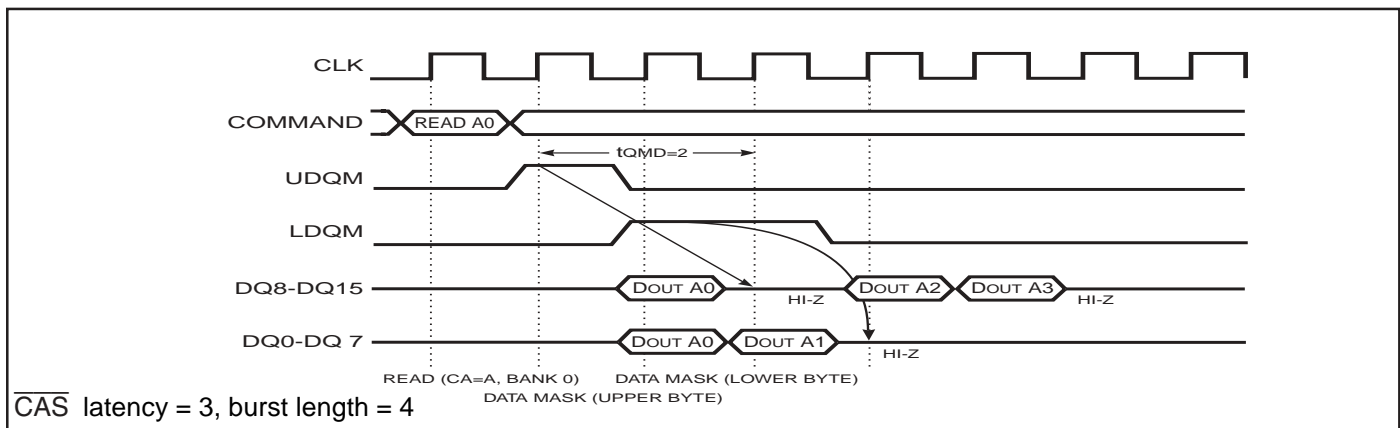 CLK
COMMAND READ A0
tQMD=2
UDQM
LDQM
DQ8-DQ15 DOUT A0 HI-Z DOUT A2 DOUT A3 HI-Z
DQ0-DQ 7 DOUT A0 DOUT A1 HI-Z
READ (CA=A, BANK 0) DATA MASK (LOWER BYTE)
DATA MASK (UPPER BYTE)
CAS latency = 3, burst length = 4